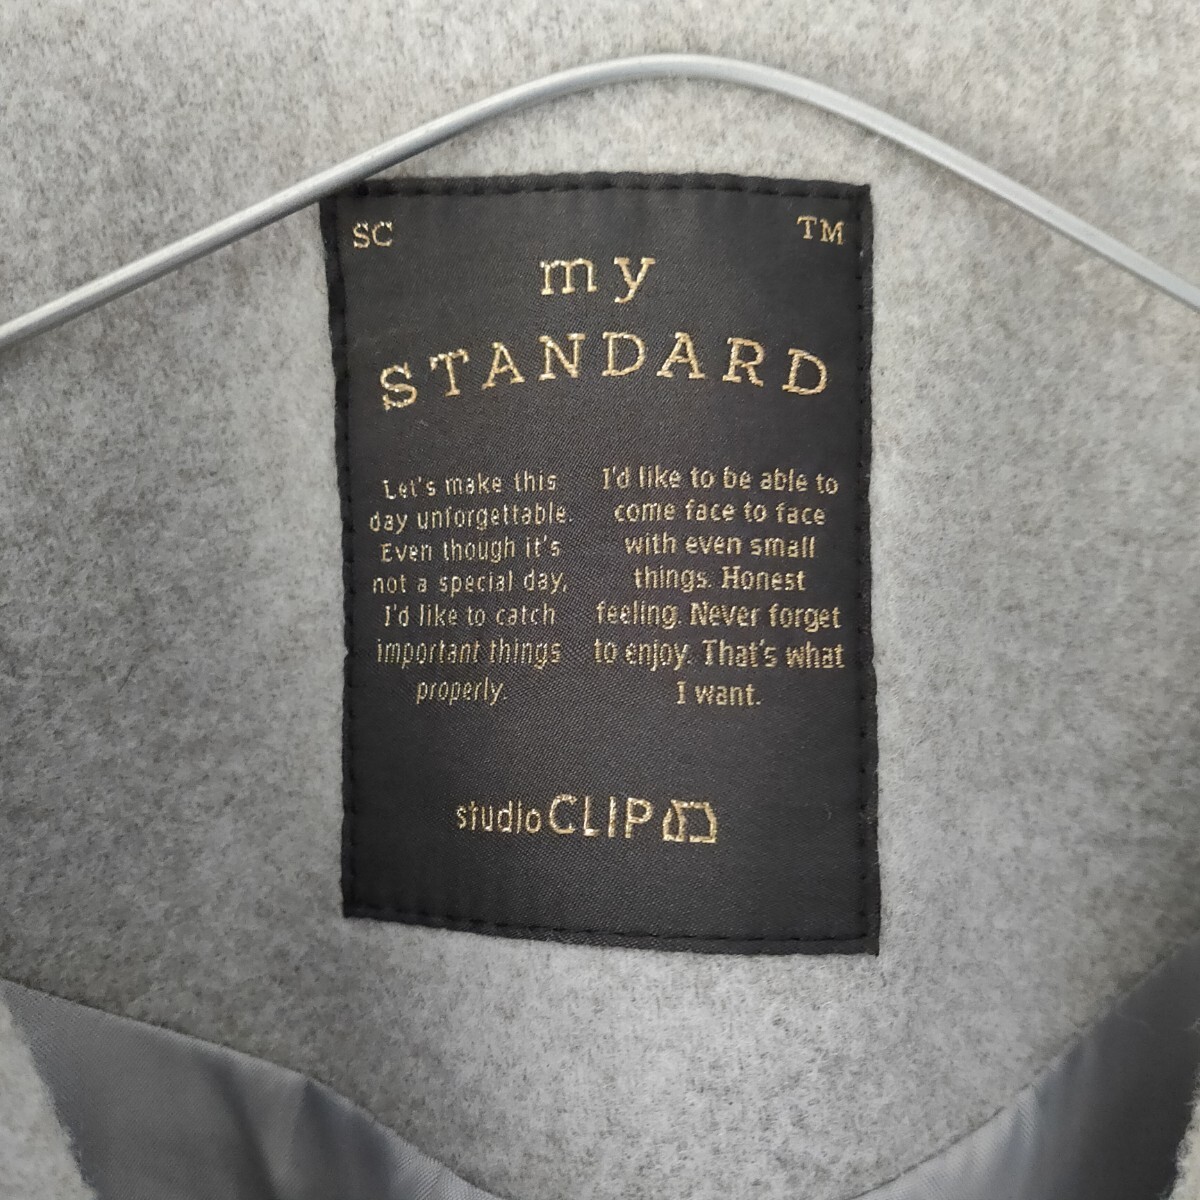 SC
TM
my
STANDARD
Let's make this
day unforgettable.
Even though it's
not a special day,
I'd like to catch
important things
properly.
I'd like to be able to
come face to face
with even small
things. Honest
feeling. Never forget
to enjoy. That's what
I want.
studioCLIP